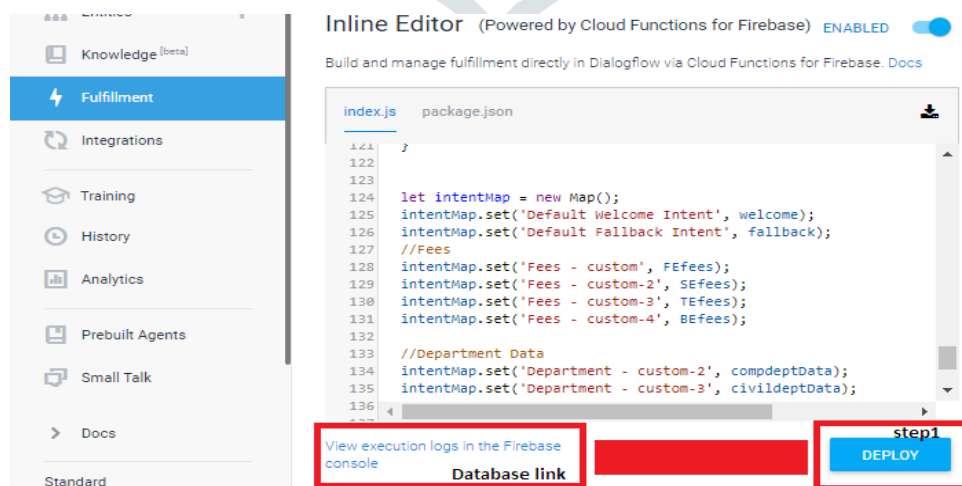 Entities
Knowledge [beta]
Fulfillment
Integrations
Training
History
Analytics
Prebuilt Agents
Small Talk
Docs
Standard
Inline Editor (Powered by Cloud Functions for Firebase) ENABLED
Build and manage fulfillment directly in Dialogflow via Cloud Functions for Firebase. Docs
index.js package.json
121 }
122
123
124 let intentMap = new Map();
125 intentMap.set('Default Welcome Intent', welcome);
126 intentMap.set('Default Fallback Intent', fallback);
127 //Fees
128 intentMap.set('Fees - custom', FEfees);
129 intentMap.set('Fees - custom-2', SEfees);
130 intentMap.set('Fees - custom-3', TEfees);
131 intentMap.set('Fees - custom-4', BEfees);
132
133 //Department Data
134 intentMap.set('Department - custom-2', compdeptData);
135 intentMap.set('Department - custom-3', civildeptData);
136
View execution logs in the Firebase
console
Database link
step1
DEPLOY